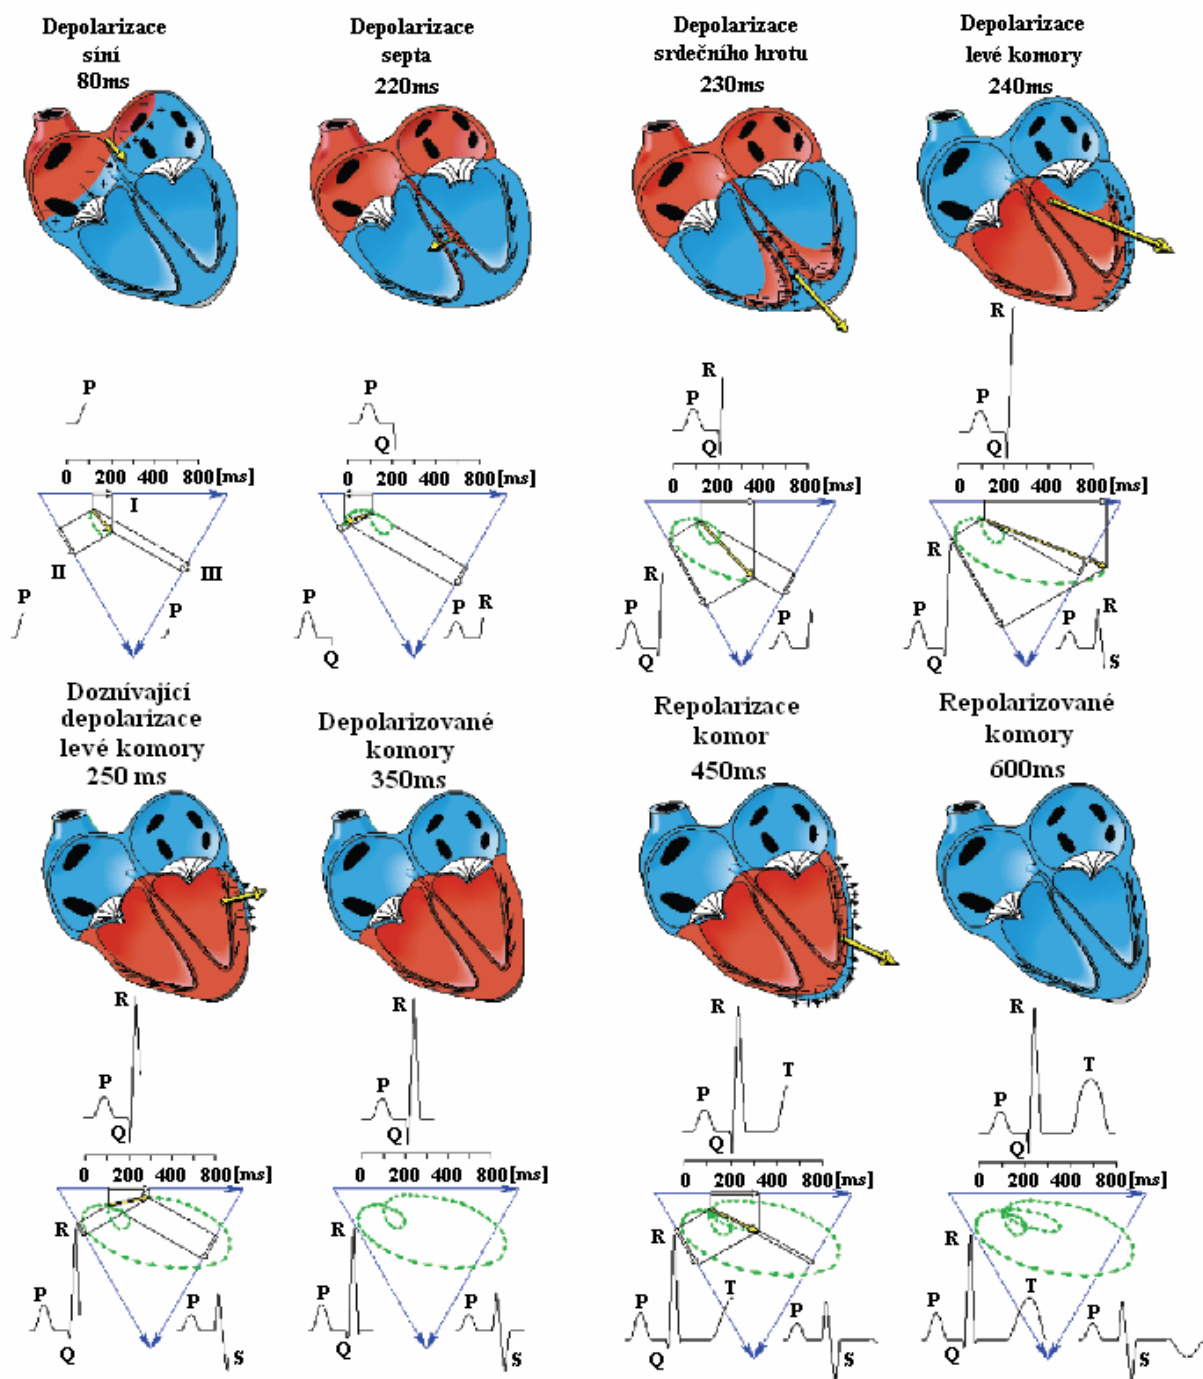 Depolarizace
síní
80ms
Depolarizace
septa
220ms
Depolarizace
srdečního hrotu
230ms
Depolarizace
levé komory
240ms
P
0 200 400 800[ms]
I
II
III
P
P
P
Q
0 200 400 800[ms]
P
Q
P
R
R
P
Q
0 200 400 800[ms]
R
P
Q
P
R
P
Q
0 200 400 800[ms]
R
P
Q
P
R
S
Doznívající
depolarizace
levé komory
250 ms
Depolarizované
komory
350ms
Repolarizace
komor
450ms
Repolarizované
komory
600ms
R
P
Q
0 200 400 800[ms]
R
P
Q
P
S
R
P
Q
0 200 400 800[ms]
R
P
Q
P
S
R
P
Q
T
0 200 400 800[ms]
R
P
Q
T
P
S
R
P
Q
T
0 200 400 800[ms]
R
P
Q
T
P
S